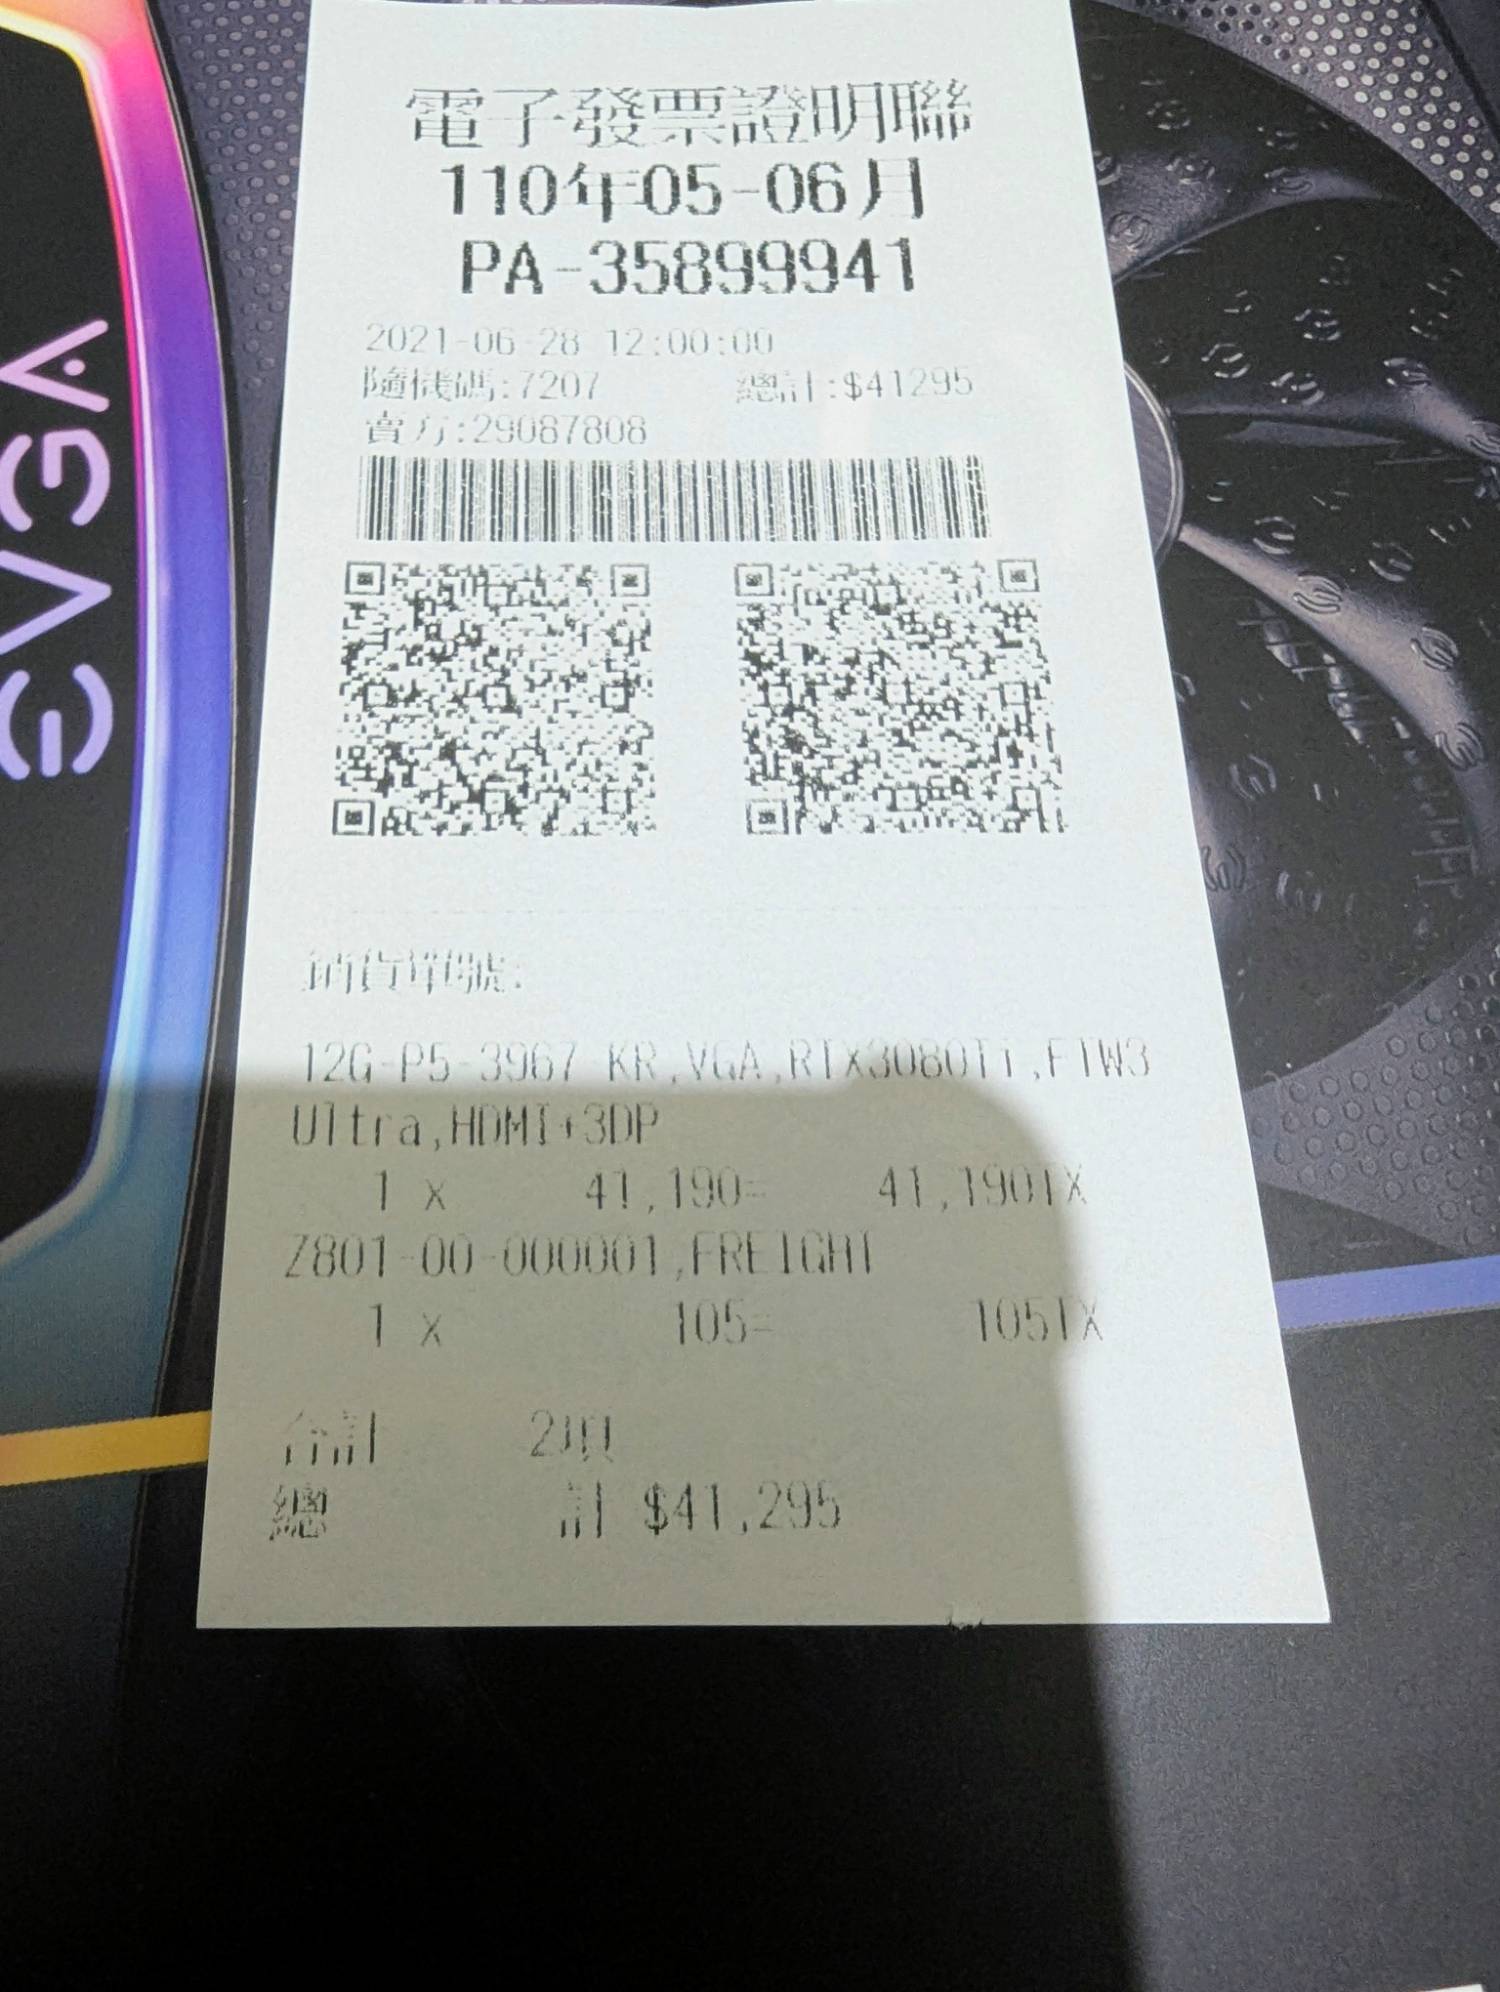 EVGA
電子發票證明聯
110年05-06月
PA-35899941
2021-06-28 12:00:00
隨機碼:7207 總計:$41295
賣方:29087808
銷貨單號:
12G-P5-3967-KR,VGA,RTX3080Ti,FTW3
Ultra,HDMI+3DP
1 x 41,190= 41,190TX
Z801-00-000001,FREIGHT
1 x 105= 105TX
合計 2項
總 計 $41,295